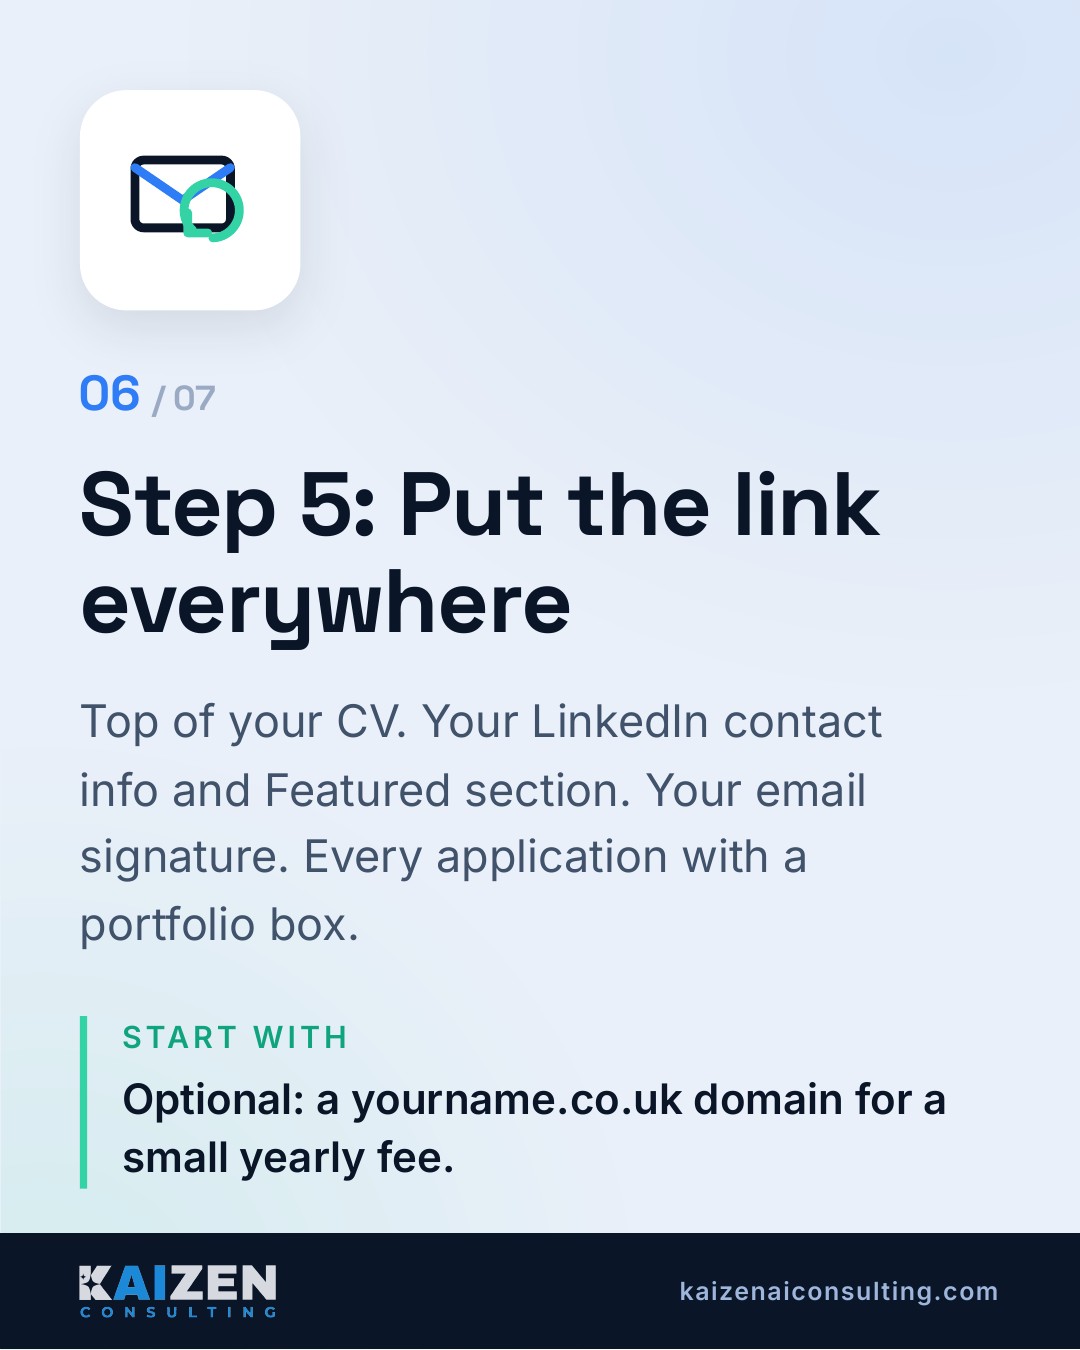 06 / 07
Step 5: Put the link
everywhere
Top of your CV. Your LinkedIn contact
info and Featured section. Your email
signature. Every application with a
portfolio box.
START WITH
Optional: a yourname.co.uk domain for a
small yearly fee.
KAIZEN
CONSULTING
kaizenaiconsulting.com